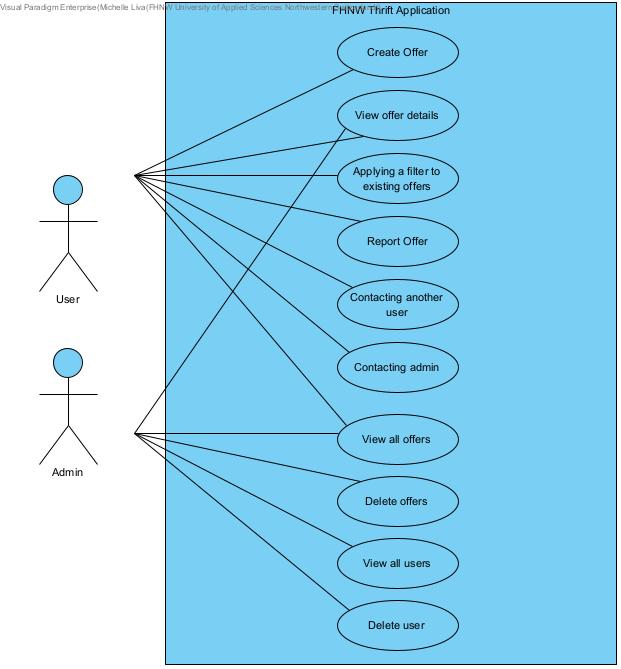 Visual Paradigm Enterprise(Michelle Liva(FHNW University of Applied Sciences Northwestern
FHNW Thrift Application
Create Offer
View offer details
Applying a filter to
existing offers
Report Offer
User
Contacting another
user
Contacting admin
View all offers
Admin
Delete offers
View all users
Delete user